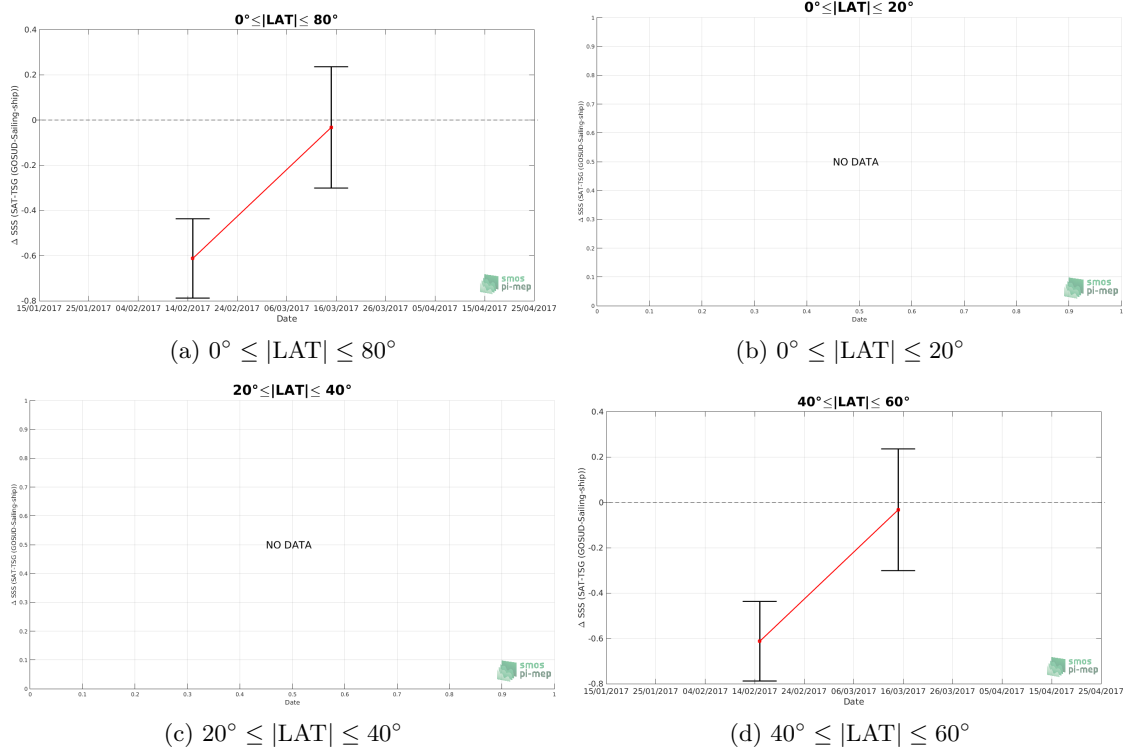 0°≤|LAT|≤ 80°
0.4
0.2
0
-0.2
-0.4
-0.6
-0.8
Δ SSS (SAT-TSG (GOSUD-Sailing-ship))
15/01/2017 25/01/2017 04/02/2017 14/02/2017 24/02/2017 06/03/2017 16/03/2017 26/03/2017 05/04/2017 15/04/2017 25/04/2017
Date
smos
pi-mep
(a) 0° ≤ |LAT| ≤ 80°
0°≤|LAT|≤ 20°
1
0.9
0.8
0.7
0.6
0.5
0.4
0.3
0.2
0.1
0
Δ SSS (SAT-TSG (GOSUD-Sailing-ship))
NO DATA
0 0.1 0.2 0.3 0.4 0.5 0.6 0.7 0.8 0.9 1
Date
smos
pi-mep
(b) 0° ≤ |LAT| ≤ 20°
20°≤|LAT|≤ 40°
1
0.9
0.8
0.7
0.6
0.5
0.4
0.3
0.2
0.1
0
Δ SSS (SAT-TSG (GOSUD-Sailing-ship))
NO DATA
0 0.1 0.2 0.3 0.4 0.5 0.6 0.7 0.8 0.9 1
Date
smos
pi-mep
(c) 20° ≤ |LAT| ≤ 40°
40°≤|LAT|≤ 60°
0.4
0.2
0
-0.2
-0.4
-0.6
-0.8
Δ SSS (SAT-TSG (GOSUD-Sailing-ship))
15/01/2017 25/01/2017 04/02/2017 14/02/2017 24/02/2017 06/03/2017 16/03/2017 26/03/2017 05/04/2017 15/04/2017 25/04/2017
Date
smos
pi-mep
(d) 40° ≤ |LAT| ≤ 60°